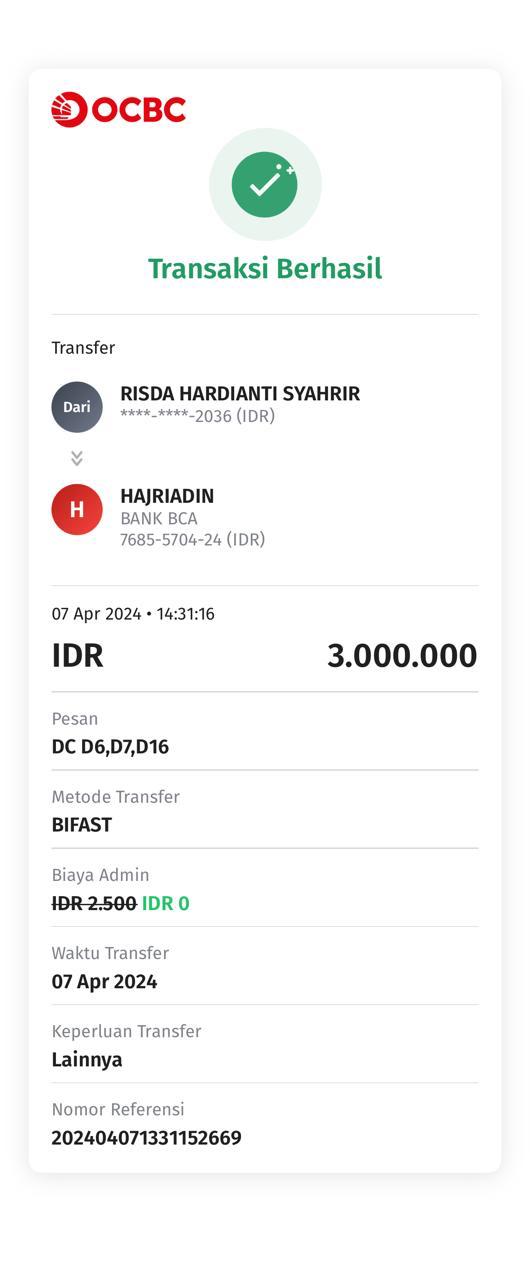 OCBC
Transaksi Berhasil
Transfer
Dari
RISDA HARDIANTI SYAHRIR
****-****-2036 (IDR)
H
HAJRIADIN
BANK BCA
7685-5704-24 (IDR)
07 Apr 2024 • 14:31:16
IDR 3.000.000
Pesan
DC D6,D7,D16
Metode Transfer
BIFAST
Biaya Admin
IDR 2.500 IDR 0
Waktu Transfer
07 Apr 2024
Keperluan Transfer
Lainnya
Nomor Referensi
202404071331152669